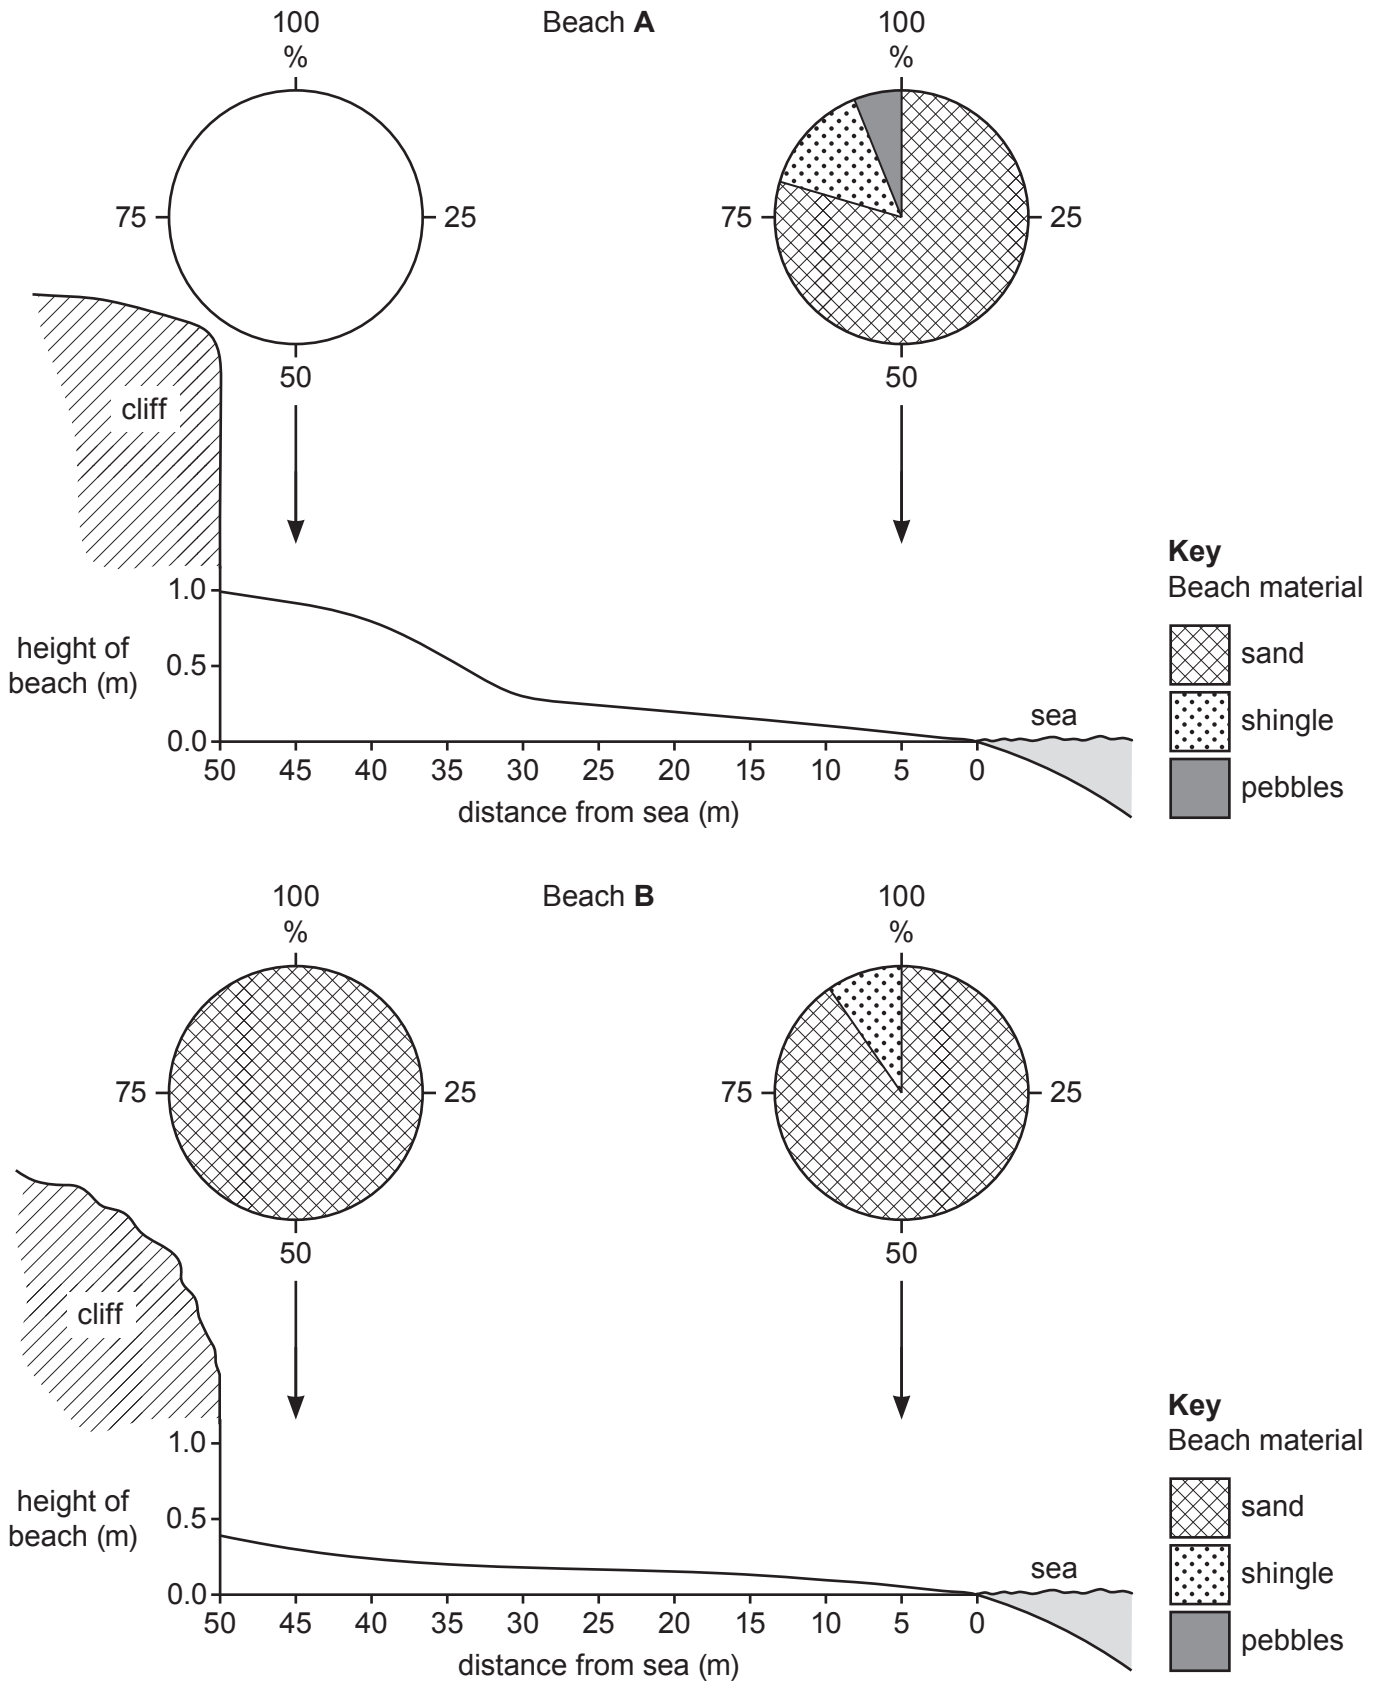 100 Beach A 100
% %
75 25 75 25
50 50
cliff
Key
Beach material
sand
shingle
pebbles
1.0
height of
beach (m)
0.5
0.0
sea
50 45 40 35 30 25 20 15 10 5 0
distance from sea (m)
100 Beach B 100
% %
75 25 75 25
50 50
cliff
Key
Beach material
sand
shingle
pebbles
1.0
height of
beach (m)
0.5
0.0
sea
50 45 40 35 30 25 20 15 10 5 0
distance from sea (m)